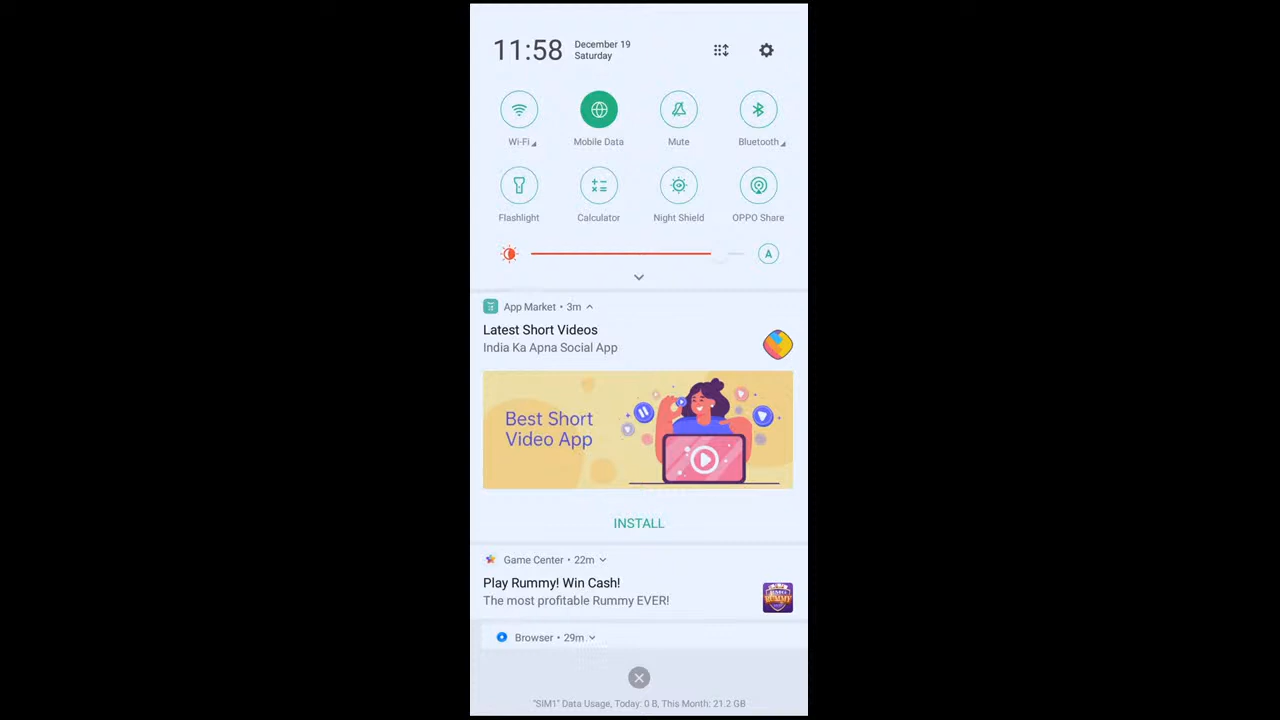 11:58
December 19
Saturday
Wi-Fi
Mobile Data
Mute
Bluetooth
Flashlight
Calculator
Night Shield
OPPO Share
A
App Market • 3m
Latest Short Videos
India Ka Apna Social App
Best Short
Video App
INSTALL
Game Center • 22m
Play Rummy! Win Cash!
The most profitable Rummy EVER!
RUMMY
Browser • 29m
"SIM1" Data Usage, Today: 0 B, This Month: 21.2 GB